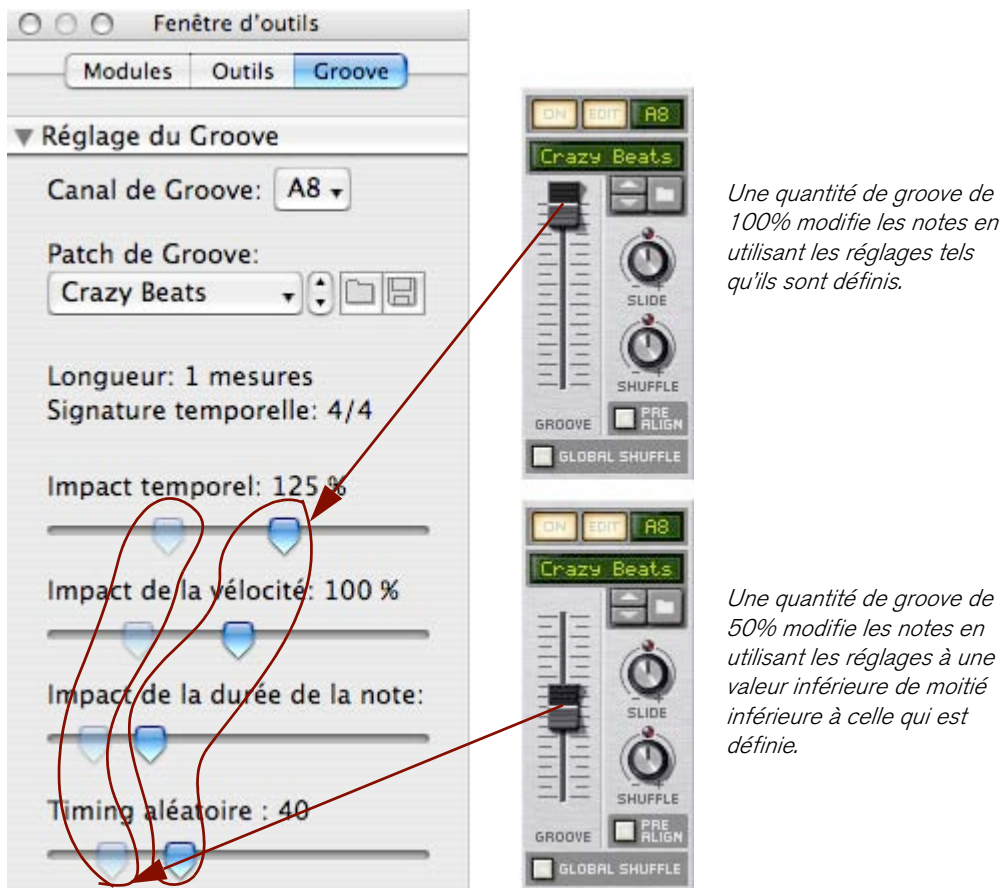 Fenêtre d'outils
Modules Outils Groove
Réglage du Groove
Canal de Groove: A8
Patch de Groove:
Crazy Beats
Longueur: 1 mesures
Signature temporelle: 4/4
Impact temporel: 125 %
Impact de la vélocité: 100 %
Impact de la durée de la note:
Timing aléatoire : 40
ON EDIT A8
Crazy Beats
SLIDE
SHUFFLE
GROOVE PRE ALIGN
GLOBAL SHUFFLE
Une quantité de groove de
100% modifie les notes en
utilisant les réglages tels
qu'ils sont définis.
ON EDIT A8
Crazy Beats
SLIDE
SHUFFLE
GROOVE PRE ALIGN
GLOBAL SHUFFLE
Une quantité de groove de
50% modifie les notes en
utilisant les réglages à une
valeur inférieure de moitié
inférieure à celle qui est
définie.